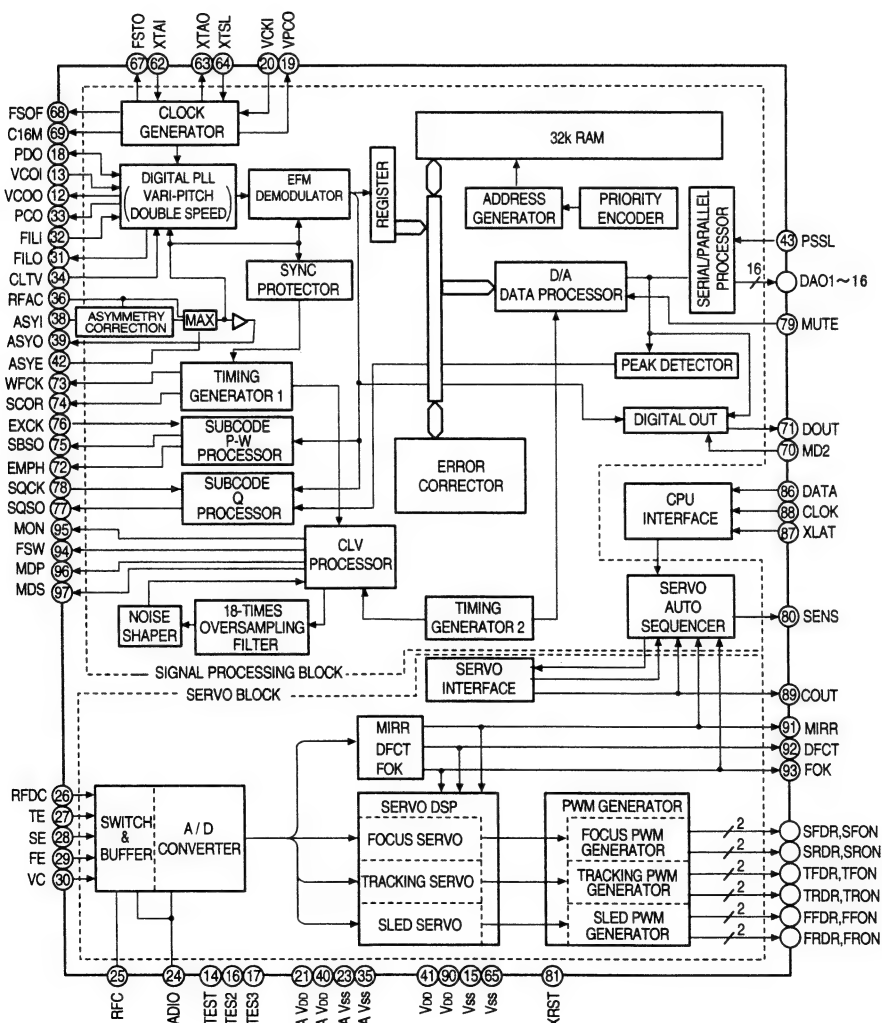 FSTO
XTAI
XTAO
XTSL
VCKI
VPCO
67 62 63 64 20 19
FSOF 68
C16M 69
PDO 18
VCOI 13
VCOO 12
PCO 33
FILI 32
FILO 31
CLTV 34
RFAC 36
ASYI 38
ASYO 39
ASYE 42
WFCK 73
SCOR 74
EXCK 76
SBSO 75
EMPH 72
SQCK 78
SQSO 77
MON 95
FSW 94
MDP 96
MDS 97
CLOCK
GENERATOR
DIGITAL PLL
VARI-PITCH
(DOUBLE SPEED)
EFM
DEMODULATOR
REGISTER
SYNC
PROTECTOR
ASYMMETRY
CORRECTION
MAX
TIMING
GENERATOR 1
SUBCODE
P-W
PROCESSOR
SUBCODE
Q
PROCESSOR
CLV
PROCESSOR
NOISE
SHAPER
18-TIMES
OVERSAMPLING
FILTER
TIMING
GENERATOR 2
32k RAM
ADDRESS
GENERATOR
PRIORITY
ENCODER
D/A
DATA PROCESSOR
SERIAL/PARALLEL
PROCESSOR
16
PEAK DETECTOR
DIGITAL OUT
ERROR
CORRECTOR
CPU
INTERFACE
SERVO
AUTO
SEQUENCER
SERVO
INTERFACE
43 PSSL
DAO1~16
79 MUTE
71 DOUT
70 MD2
86 DATA
88 CLOK
87 XLAT
80 SENS
89 COUT
91 MIRR
92 DFCT
93 FOK
SIGNAL PROCESSING BLOCK
SERVO BLOCK
MIRR
DFCT
FOK
RFDC 26
TE 27
SE 28
FE 29
VC 30
SWITCH
&
BUFFER
A / D
CONVERTER
SERVO DSP
FOCUS SERVO
TRACKING SERVO
SLED SERVO
PWM GENERATOR
FOCUS PWM
GENERATOR
TRACKING PWM
GENERATOR
SLED PWM
GENERATOR
2 SFDR,SFON
2 SRDR,SRON
2 TFDR,TFON
2 TRDR,TRON
2 FFDR,FFON
2 FRDR,FRON
25 24 14 16 17 21 40 23 35 41 90 15 65 81
RFC
ADIO
TEST
TES2
TES3
A VDD
A VDD
A VSS
A VSS
VDD
VDD
VSS
VSS
XRST